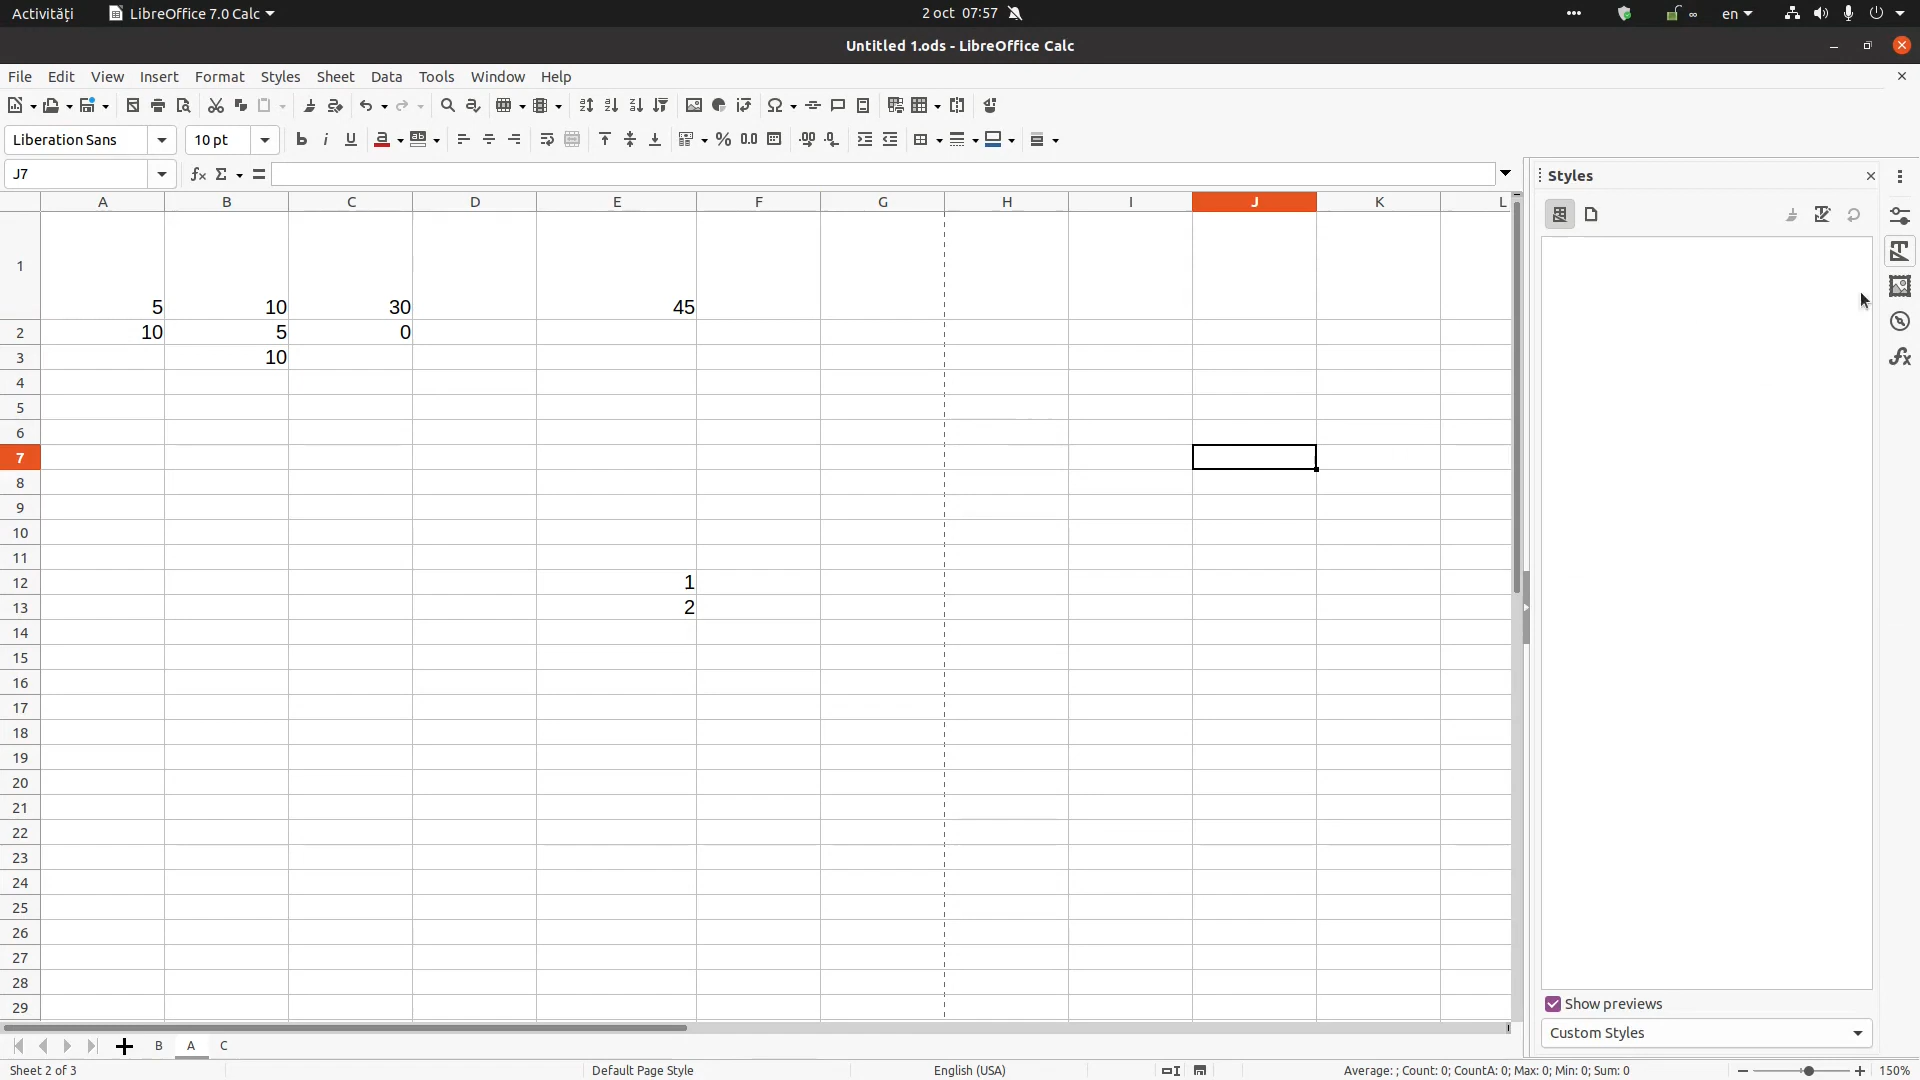 Activități
LibreOffice 7.0 Calc
2 oct 07:57
en
Untitled 1.ods - LibreOffice Calc
File Edit View Insert Format Styles Sheet Data Tools Window Help
Liberation Sans
10 pt
J7
Styles
A B C D E F G H I J K L
1 5 10 30 45
2 10 5 0
3 10
4
5
6
7
8
9
10
11
12 1
13 2
14
15
16
17
18
19
20
21
22
23
24
25
26
27
28
29
Show previews
Custom Styles
B A C
Sheet 2 of 3
Default Page Style
English (USA)
Average: ; Count: 0; CountA: 0; Max: 0; Min: 0; Sum: 0
150%